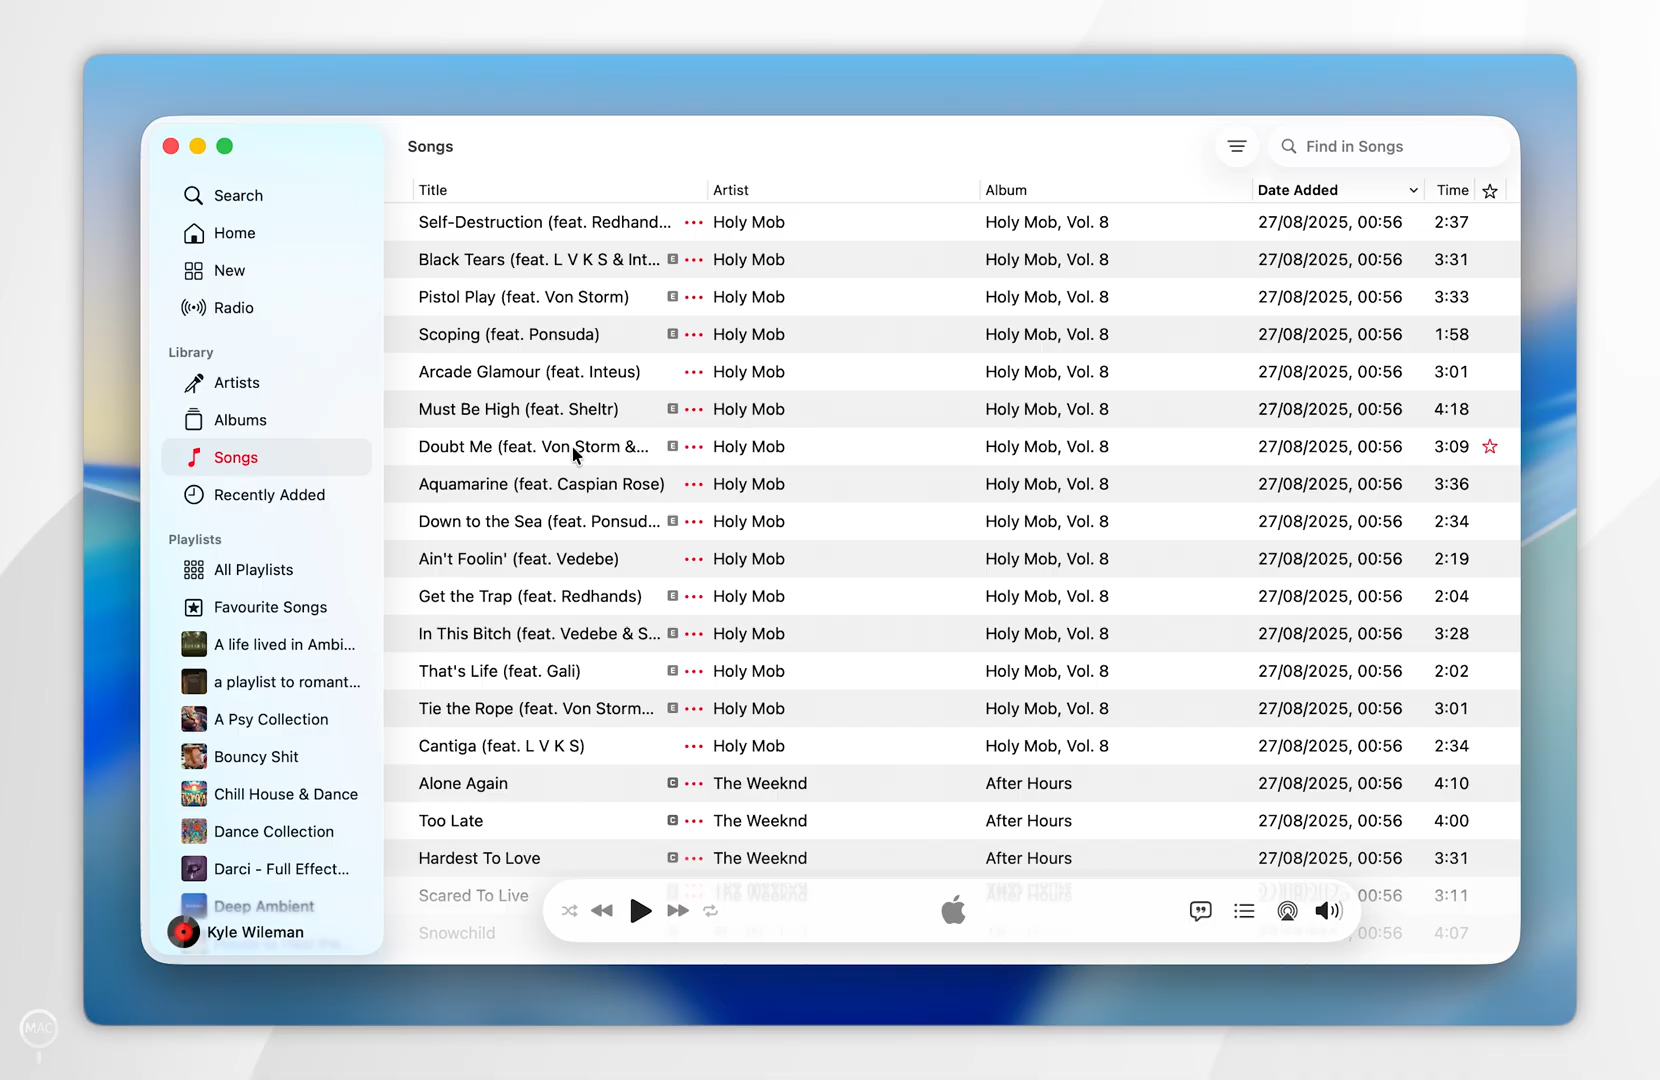 Songs
Find in Songs
Search
Home
New
Radio
Library
Artists
Albums
Songs
Recently Added
Playlists
All Playlists
Favourite Songs
A life lived in Ambi...
a playlist to romant...
A Psy Collection
Bouncy Shit
Chill House & Dance
Dance Collection
Darci - Full Effect...
Deep Ambient
Kyle Wileman
Title Artist Album Date Added Time
Self-Destruction (feat. Redhand... Holy Mob Holy Mob, Vol. 8 27/08/2025, 00:56 2:37
Black Tears (feat. L V K S & Int... E Holy Mob Holy Mob, Vol. 8 27/08/2025, 00:56 3:31
Pistol Play (feat. Von Storm) E Holy Mob Holy Mob, Vol. 8 27/08/2025, 00:56 3:33
Scoping (feat. Ponsuda) E Holy Mob Holy Mob, Vol. 8 27/08/2025, 00:56 1:58
Arcade Glamour (feat. Inteus) Holy Mob Holy Mob, Vol. 8 27/08/2025, 00:56 3:01
Must Be High (feat. Sheltr) E Holy Mob Holy Mob, Vol. 8 27/08/2025, 00:56 4:18
Doubt Me (feat. Von Storm &... E Holy Mob Holy Mob, Vol. 8 27/08/2025, 00:56 3:09
Aquamarine (feat. Caspian Rose) Holy Mob Holy Mob, Vol. 8 27/08/2025, 00:56 3:36
Down to the Sea (feat. Ponsud... E Holy Mob Holy Mob, Vol. 8 27/08/2025, 00:56 2:34
Ain't Foolin' (feat. Vedebe) Holy Mob Holy Mob, Vol. 8 27/08/2025, 00:56 2:19
Get the Trap (feat. Redhands) E Holy Mob Holy Mob, Vol. 8 27/08/2025, 00:56 2:04
In This Bitch (feat. Vedebe & S... E Holy Mob Holy Mob, Vol. 8 27/08/2025, 00:56 3:28
That's Life (feat. Gali) E Holy Mob Holy Mob, Vol. 8 27/08/2025, 00:56 2:02
Tie the Rope (feat. Von Storm... E Holy Mob Holy Mob, Vol. 8 27/08/2025, 00:56 3:01
Cantiga (feat. L V K S) Holy Mob Holy Mob, Vol. 8 27/08/2025, 00:56 2:34
Alone Again C The Weeknd After Hours 27/08/2025, 00:56 4:10
Too Late C The Weeknd After Hours 27/08/2025, 00:56 4:00
Hardest To Love C The Weeknd After Hours 27/08/2025, 00:56 3:31
Scared To Live 00:56 3:11
Snowchild 00:56 4:07
MAC